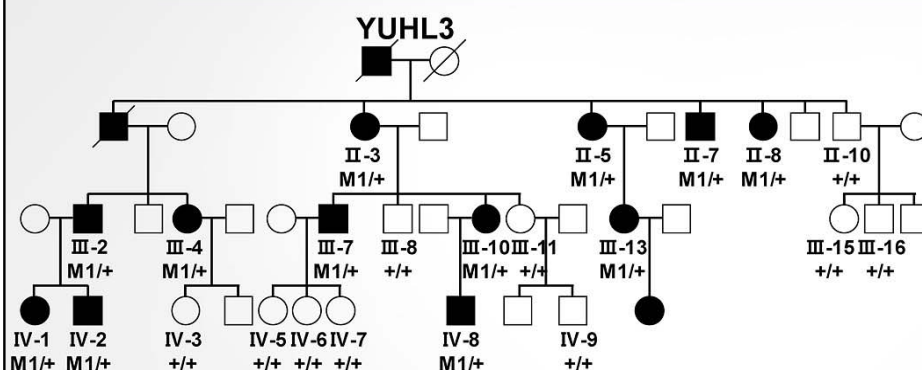 YUHL3
II-3 II-5 II-7 II-8 II-10
M1/+ M1/+ M1/+ M1/+ +/+
III-2 III-4 III-7 III-8 III-10 III-11 III-13 III-15 III-16
M1/+ M1/+ M1/+ +/+ M1/+ +/+ M1/+ +/+ +/+
IV-1 IV-2 IV-3 IV-5 IV-6 IV-7 IV-8 IV-9
M1/+ M1/+ +/+ +/+ +/+ +/+ M1/+ +/+